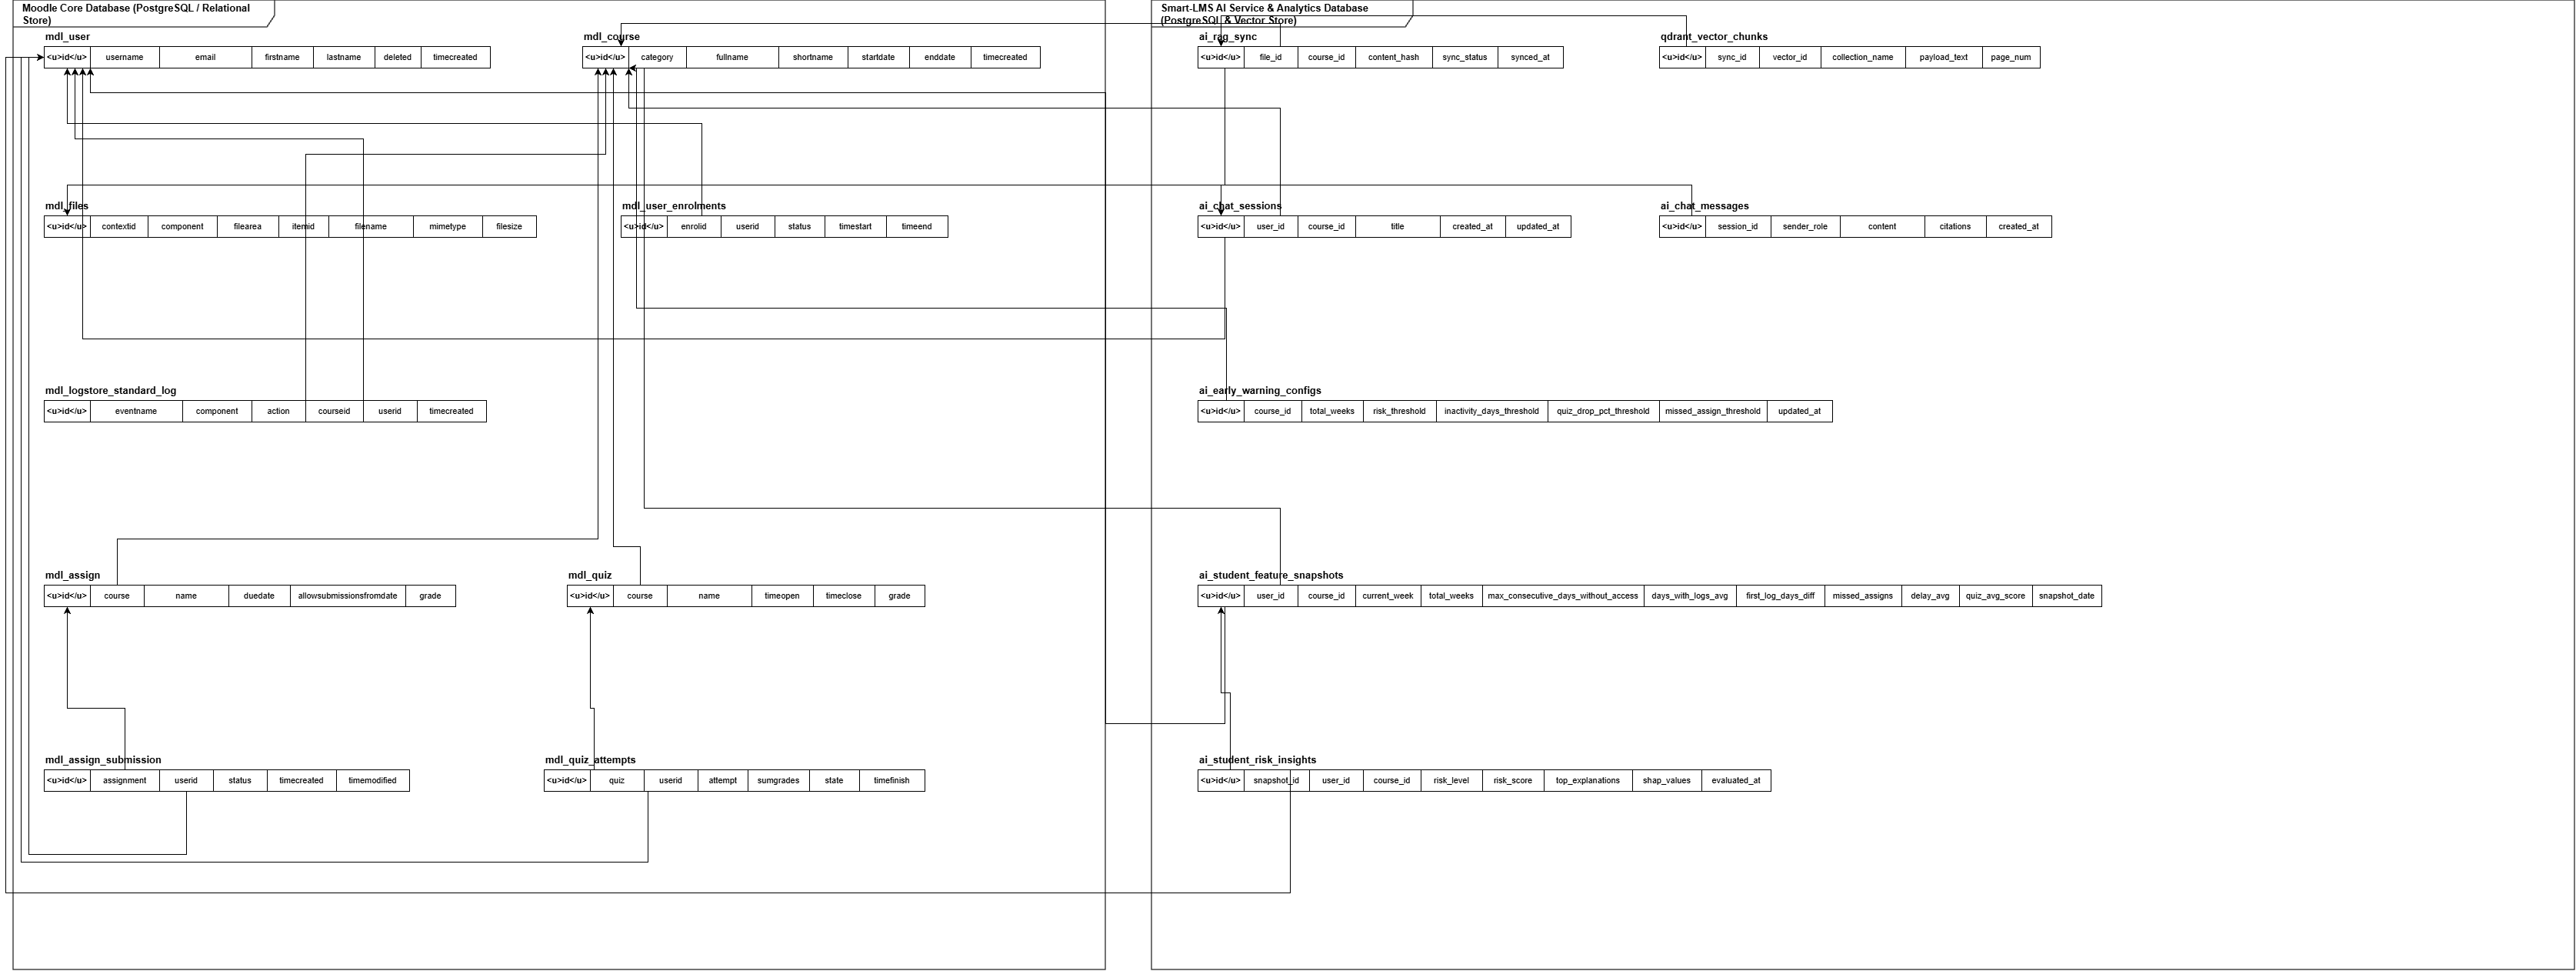 Moodle Core Database (PostgreSQL / Relational
Store)
Smart-LMS AI Service & Analytics Database
(PostgreSQL & Vector Store)
mdl_user
<u>id</u> username email firstname lastname deleted timecreated
mdl_course
<u>id</u> category fullname shortname startdate enddate timecreated
ai_rag_sync
<u>id</u> file_id course_id content_hash sync_status synced_at
qdrant_vector_chunks
<u>id</u> sync_id vector_id collection_name payload_text page_num
mdl_files
<u>id</u> contextid component filearea itemid filename mimetype filesize
mdl_user_enrolments
<u>id</u> enrolid userid status timestart timeend
ai_chat_sessions
<u>id</u> user_id course_id title created_at updated_at
ai_chat_messages
<u>id</u> session_id sender_role content citations created_at
mdl_logstore_standard_log
<u>id</u> eventname component action courseid userid timecreated
ai_early_warning_configs
<u>id</u> course_id total_weeks risk_threshold inactivity_days_threshold quiz_drop_pct_threshold missed_assign_threshold updated_at
mdl_assign
<u>id</u> course name duedate allowsubmissionsfromdate grade
mdl_quiz
<u>id</u> course name timeopen timeclose grade
ai_student_feature_snapshots
<u>id</u> user_id course_id current_week total_weeks max_consecutive_days_without_access days_with_logs_avg first_log_days_diff missed_assigns delay_avg quiz_avg_score snapshot_date
mdl_assign_submission
<u>id</u> assignment userid status timecreated timemodified
mdl_quiz_attempts
<u>id</u> quiz userid attempt sumgrades state timefinish
ai_student_risk_insights
<u>id</u> snapshot_id user_id course_id risk_level risk_score top_explanations shap_values evaluated_at